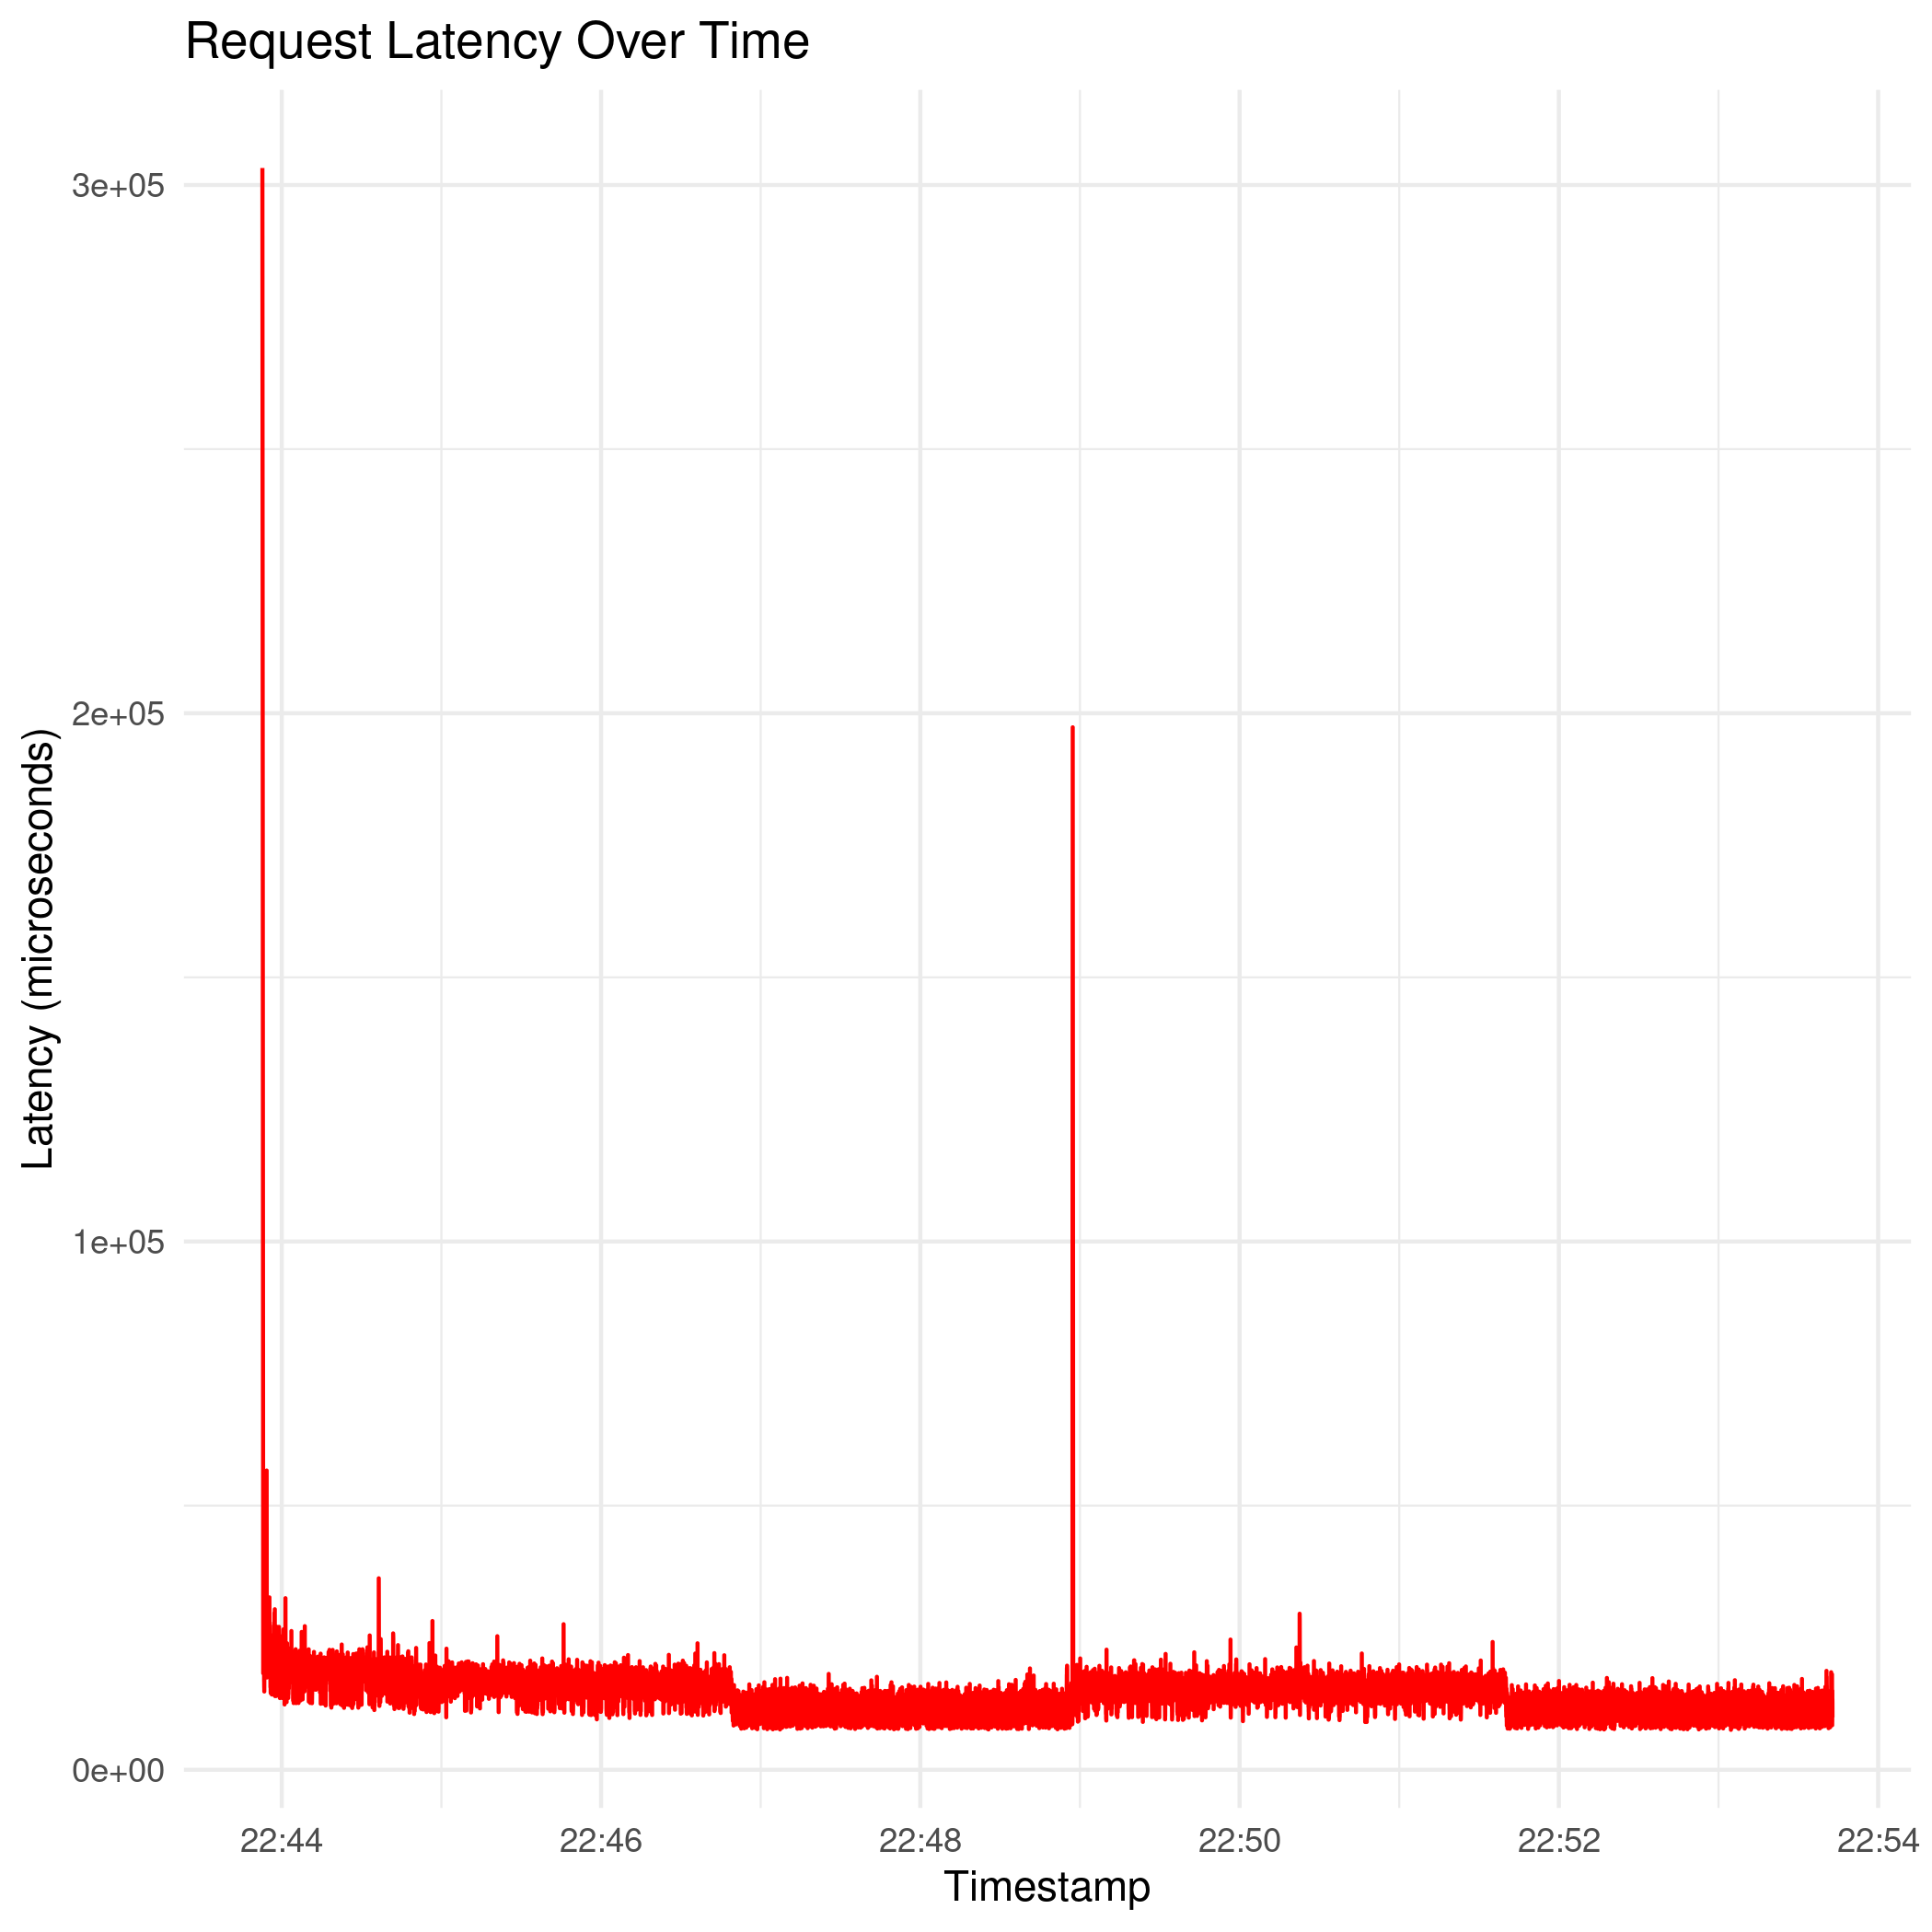 Request Latency Over Time
Latency (microseconds)
3e+05
2e+05
1e+05
0e+00
22:44
22:46
22:48
22:50
22:52
22:54
Timestamp